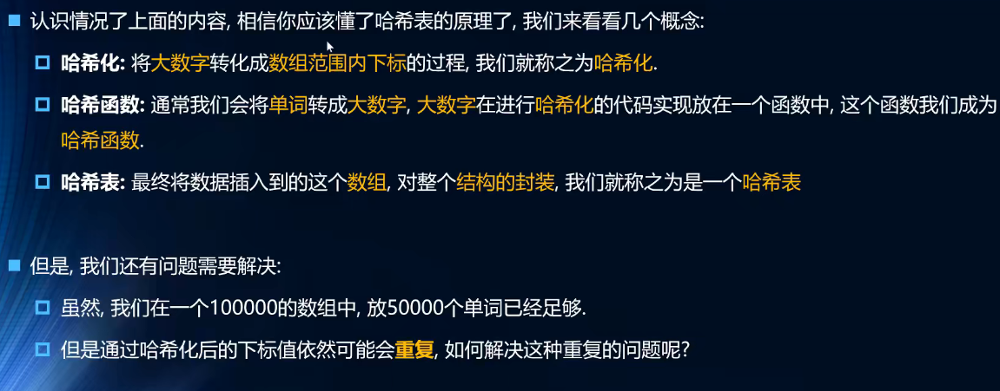 认识情况了上面的内容, 相信你应该懂了哈希表的原理了, 我们来看看几个概念:
哈希化: 将大数字转化成数组范围内下标的过程, 我们就称之为哈希化.
哈希函数: 通常我们会将单词转成大数字, 大数字在进行哈希化的代码实现放在一个函数中, 这个函数我们成为
哈希函数.
哈希表: 最终将数据插入到的这个数组, 对整个结构的封装, 我们就称之为是一个哈希表
但是, 我们还有问题需要解决:
虽然, 我们在一个100000的数组中, 放50000个单词已经足够.
但是通过哈希化后的下标值依然可能会重复, 如何解决这种重复的问题呢?